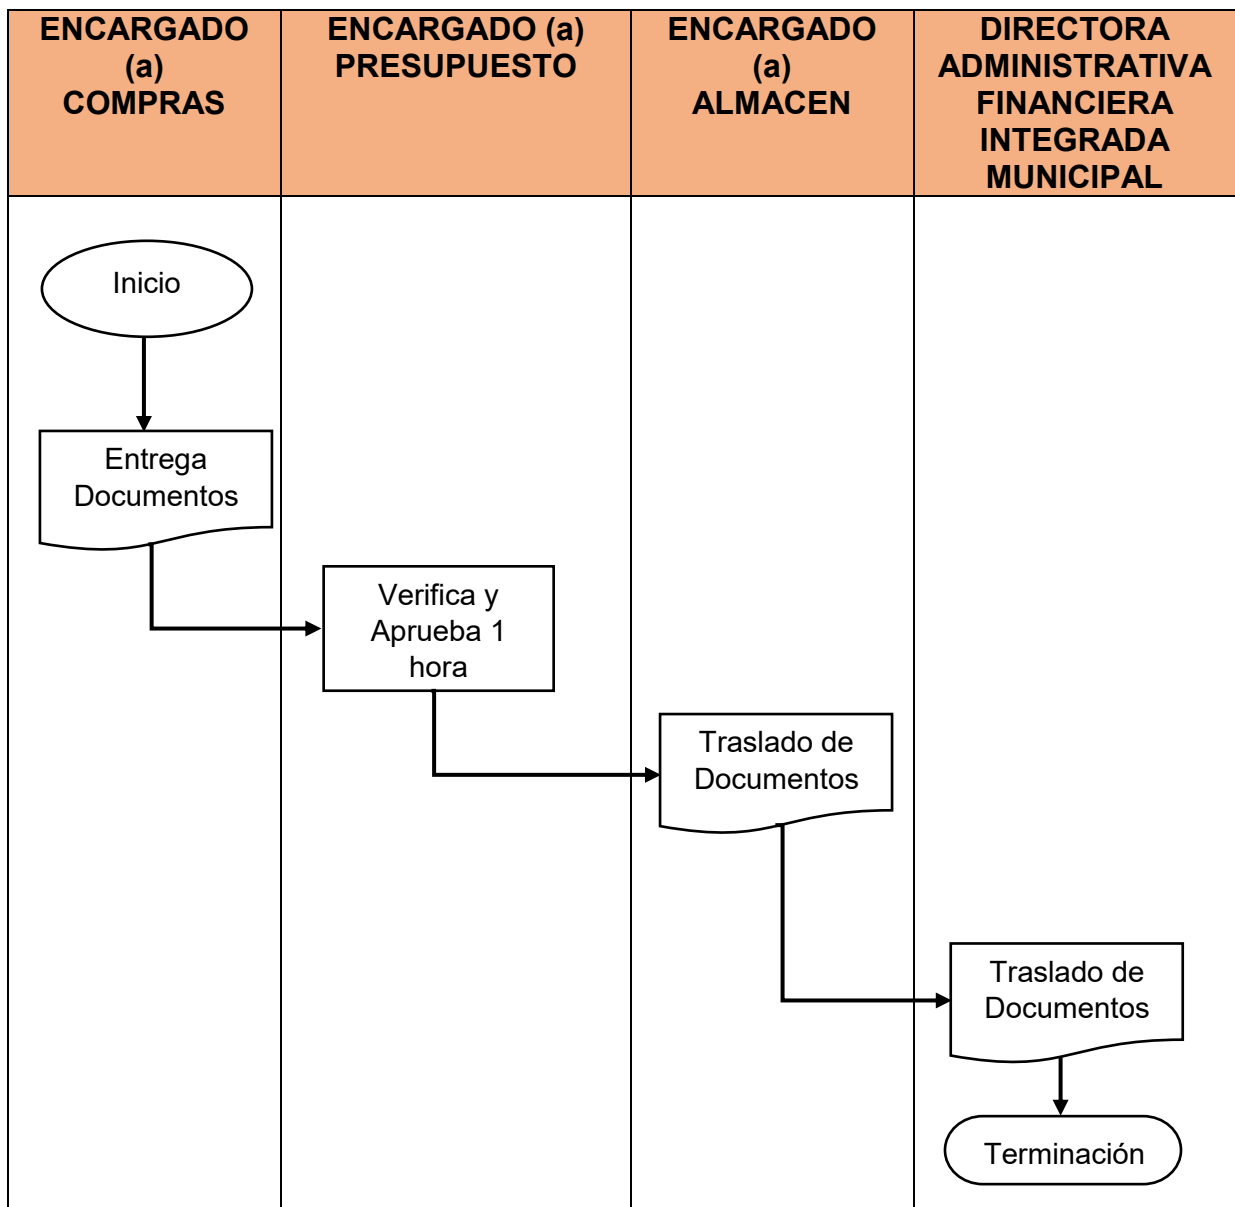 ENCARGADO
(a)
COMPRAS
ENCARGADO (a)
PRESUPUESTO
ENCARGADO
(a)
ALMACEN
DIRECTORA
ADMINISTRATIVA
FINANCIERA
INTEGRADA
MUNICIPAL
Inicio
Entrega
Documentos
Verifica y
Aprueba 1
hora
Traslado de
Documentos
Traslado de
Documentos
Terminación